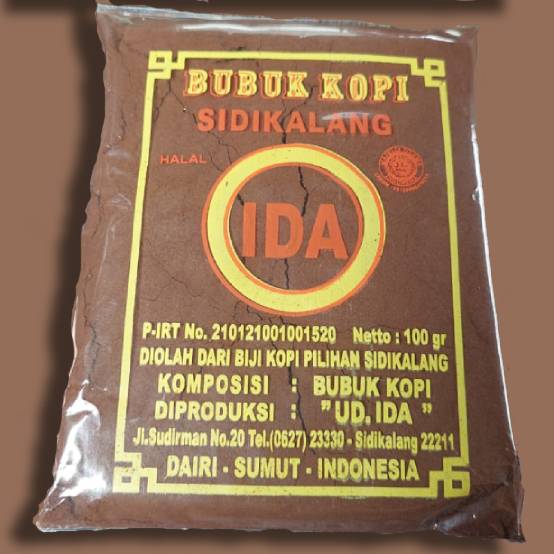 BUBUK KOPI
SIDIKALANG
HALAL
IDA
P-IRT No. 210121001001520 Netto : 100 gr
DIOLAH DARI BIJI KOPI PILIHAN SIDIKALANG
KOMPOSISI : BUBUK KOPI
DIPRODUKSI : "UD. IDA"
Jl.Sudirman No.20 Tel.(0627) 23330 - Sidikalang 22211
DAIRI - SUMUT - INDONESIA